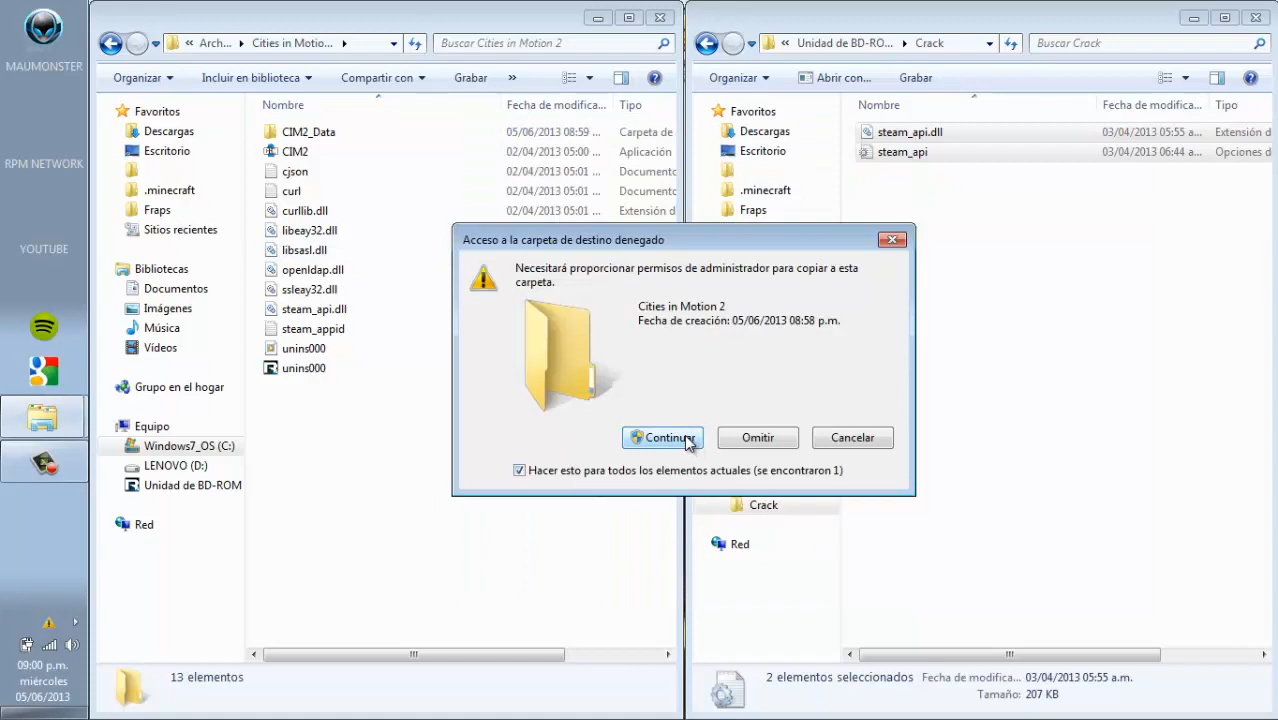 MAUMONSTER
RPM NETWORK
YOUTUBE
09:00 p.m.
miércoles
05/06/2013
« Arch... Cities in Motio...
Buscar Cities in Motion 2
Organizar Incluir en biblioteca Compartir con Grabar »
Favoritos
Descargas
Escritorio
.minecraft
Fraps
Sitios recientes
Bibliotecas
Documentos
Imágenes
Música
Vídeos
Grupo en el hogar
Equipo
Windows7_OS (C:)
LENOVO (D:)
Unidad de BD-ROM
Red
Nombre Fecha de modifica... Tipo
CIM2_Data 05/06/2013 08:59 ... Carpeta de
CIM2 02/04/2013 05:00 ... Aplicación
cjson 02/04/2013 05:01 ... Documento
curl 02/04/2013 05:01 ... Documento
curllib.dll 02/04/2013 05:01 ... Extensión d
libeay32.dll
libsasl.dll
openldap.dll
ssleay32.dll
steam_api.dll
steam_appid
unins000
unins000
13 elementos
Acceso a la carpeta de destino denegado
Necesitará proporcionar permisos de administrador para copiar a esta
carpeta.
Cities in Motion 2
Fecha de creación: 05/06/2013 08:58 p.m.
Continuar Omitir Cancelar
Hacer esto para todos los elementos actuales (se encontraron 1)
« Unidad de BD-RO... Crack
Buscar Crack
Organizar Abrir con... Grabar
Favoritos
Descargas
Escritorio
.minecraft
Fraps
Crack
Red
Nombre Fecha de modifica... Tipo
steam_api.dll 03/04/2013 05:55 a... Extensión d
steam_api 03/04/2013 06:44 a... Opciones d
2 elementos seleccionados Fecha de modifica... 03/04/2013 05:55 a.m.
Tamaño: 207 KB